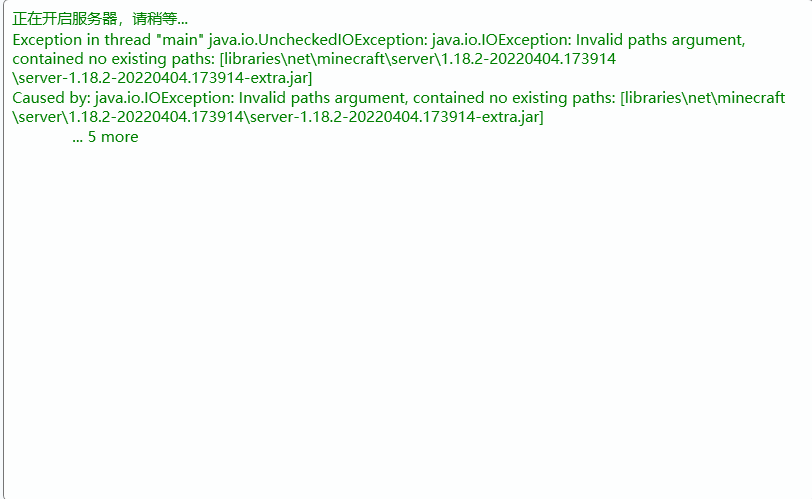 正在开启服务器，请稍等...
Exception in thread "main" java.io.UncheckedIOException: java.io.IOException: Invalid paths argument,
contained no existing paths: [libraries\net\minecraft\server\1.18.2-20220404.173914
\server-1.18.2-20220404.173914-extra.jar]
Caused by: java.io.IOException: Invalid paths argument, contained no existing paths: [libraries\net\minecraft
\server\1.18.2-20220404.173914\server-1.18.2-20220404.173914-extra.jar]
... 5 more